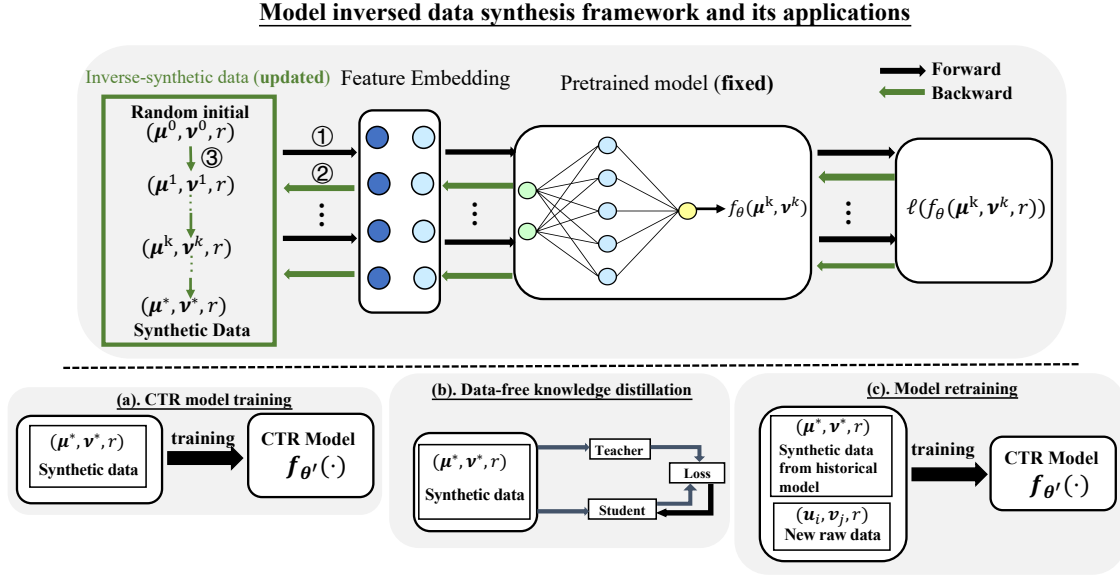 Model inversed data synthesis framework and its applications
Inverse-synthetic data (updated)
Feature Embedding
Pretrained model (fixed)
Forward
Backward
Random initial
(μ⁰, ν⁰, r)
③
(μ¹, ν¹, r)
(μᵏ, νᵏ, r)
(μ*, ν*, r)
Synthetic Data
①
②
⋮
⋮
f_θ(μᵏ, νᵏ)
⋮
ℓ(f_θ(μᵏ, νᵏ, r))
(a). CTR model training
(μ*, ν*, r)
Synthetic data
training
CTR Model
f_θ′(·)
(b). Data-free knowledge distillation
(μ*, ν*, r)
Synthetic data
Teacher
Loss
Student
(c). Model retraining
(μ*, ν*, r)
Synthetic data
from historical
model
(u_i, v_j, r)
New raw data
training
CTR Model
f_θ′(·)